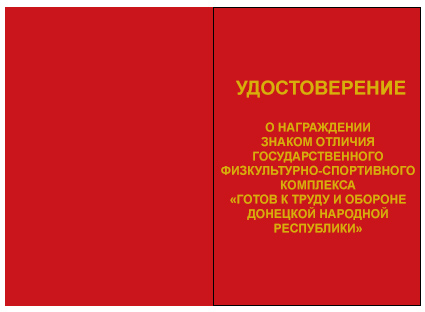 УДОСТОВЕРЕНИЕ
О НАГРАЖДЕНИИ
ЗНАКОМ ОТЛИЧИЯ
ГОСУДАРСТВЕННОГО
ФИЗКУЛЬТУРНО-СПОРТИВНОГО
КОМПЛЕКСА
«ГОТОВ К ТРУДУ И ОБОРОНЕ
ДОНЕЦКОЙ НАРОДНОЙ
РЕСПУБЛИКИ»